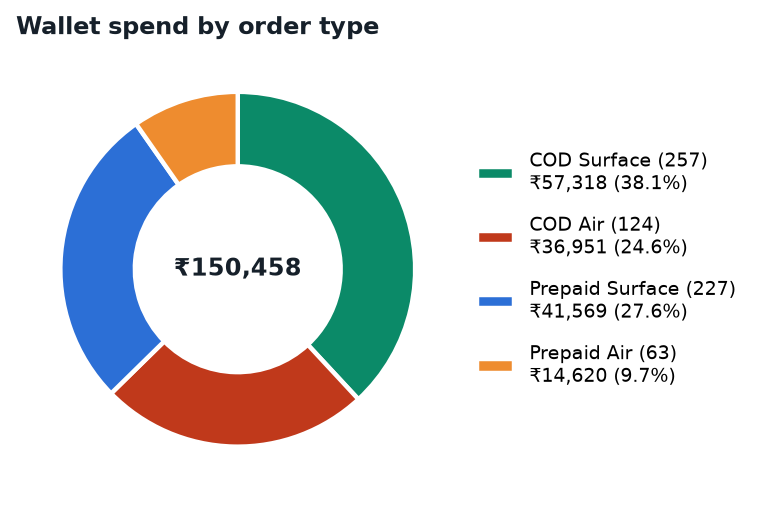 Wallet spend by order type
₹150,458
COD Surface (257)
₹57,318 (38.1%)
COD Air (124)
₹36,951 (24.6%)
Prepaid Surface (227)
₹41,569 (27.6%)
Prepaid Air (63)
₹14,620 (9.7%)